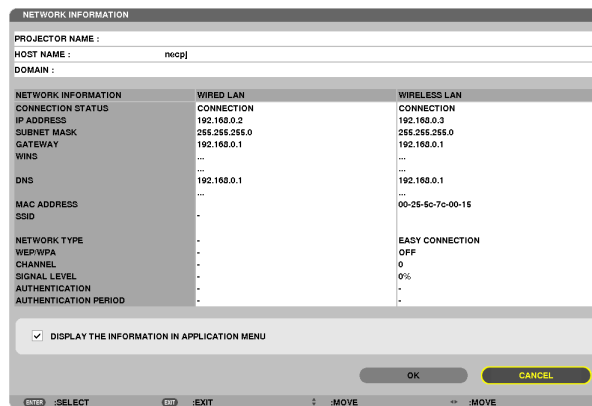 NETWORK INFORMATION
PROJECTOR NAME :
HOST NAME : necpj
DOMAIN :
NETWORK INFORMATION WIRED LAN WIRELESS LAN
CONNECTION STATUS CONNECTION CONNECTION
IP ADDRESS 192.168.0.2 192.168.0.3
SUBNET MASK 255.255.255.0 255.255.255.0
GATEWAY 192.168.0.1 192.168.0.1
WINS ... ...
... ...
DNS 192.168.0.1 192.168.0.1
... ...
MAC ADDRESS 00-25-5c-7c-00-15
SSID -
NETWORK TYPE - EASY CONNECTION
WEP/WPA - OFF
CHANNEL - 0
SIGNAL LEVEL - 0%
AUTHENTICATION - -
AUTHENTICATION PERIOD - -
DISPLAY THE INFORMATION IN APPLICATION MENU
OK CANCEL
ENTER :SELECT EXIT :EXIT :MOVE :MOVE